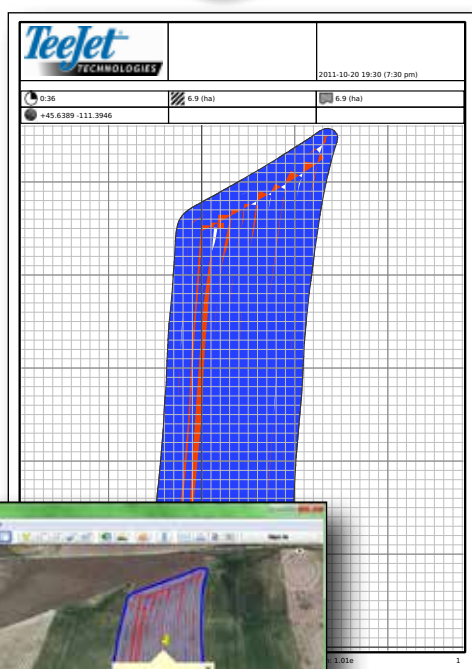 TeeJet
TECHNOLOGIES
2011-10-20 19:30 (7:30 pm)
0:36
6.9 (ha)
6.9 (ha)
+45.6389 -111.3946
1.01e
1